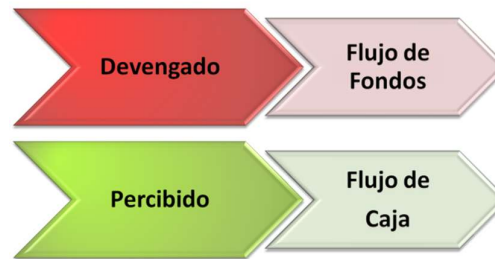 Devengado
Flujo de
Fondos
Percibido
Flujo de
Caja